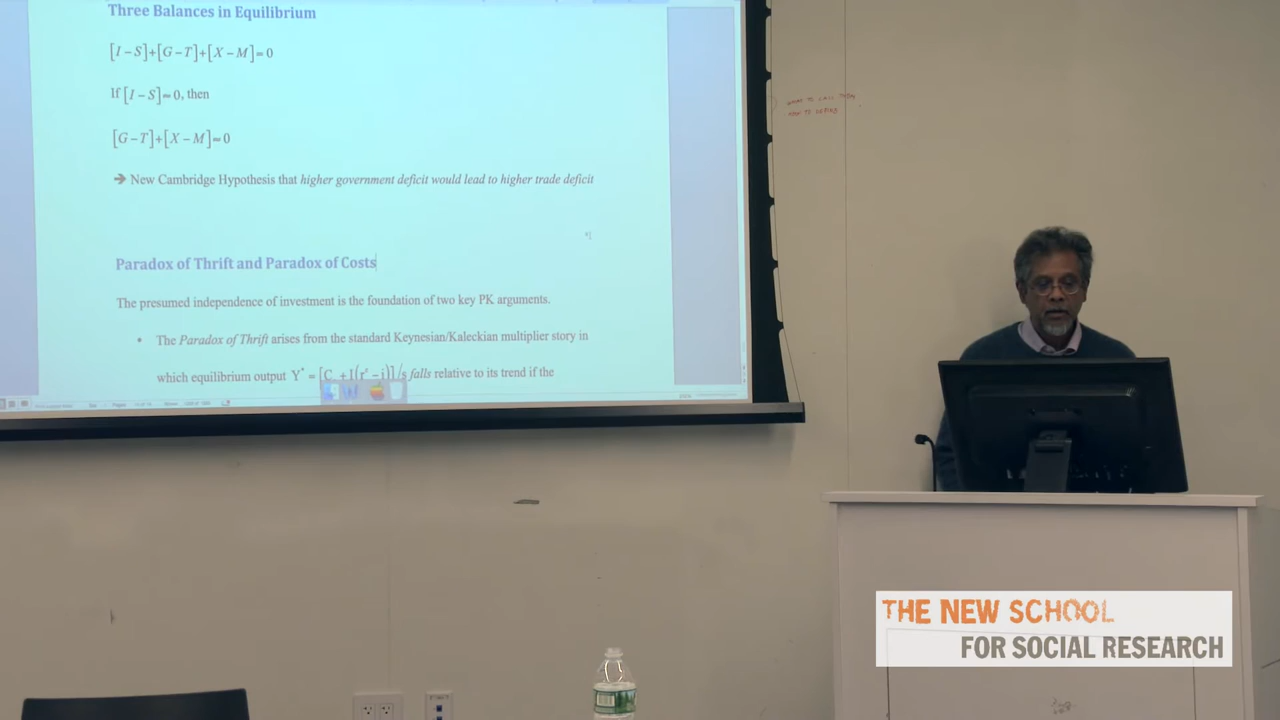 Three Balances in Equilibrium
[I – S]+[G – T]+[X – M]≈0
If [I – S]≈0, then
[G – T]+[X – M]≈0
➔ New Cambridge Hypothesis that higher government deficit would lead to higher trade deficit
Paradox of Thrift and Paradox of Costs
The presumed independence of investment is the foundation of two key PK arguments.
• The Paradox of Thrift arises from the standard Keynesian/Kaleckian multiplier story in
which equilibrium output Y* = falls relative to its trend if the
THE NEW SCHOOL
FOR SOCIAL RESEARCH